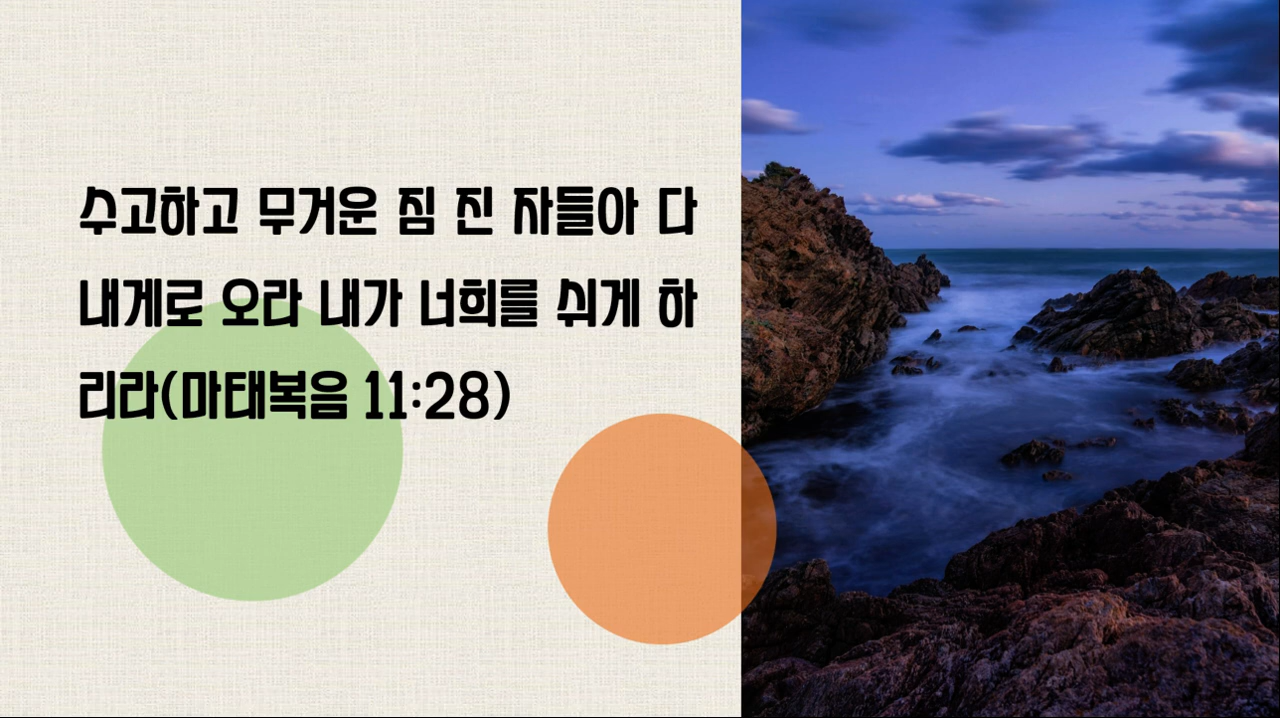 수고하고 무거운 짐 진 자들아 다
내게로 오라 내가 너희를 쉬게 하
리라(마태복음 11:28)